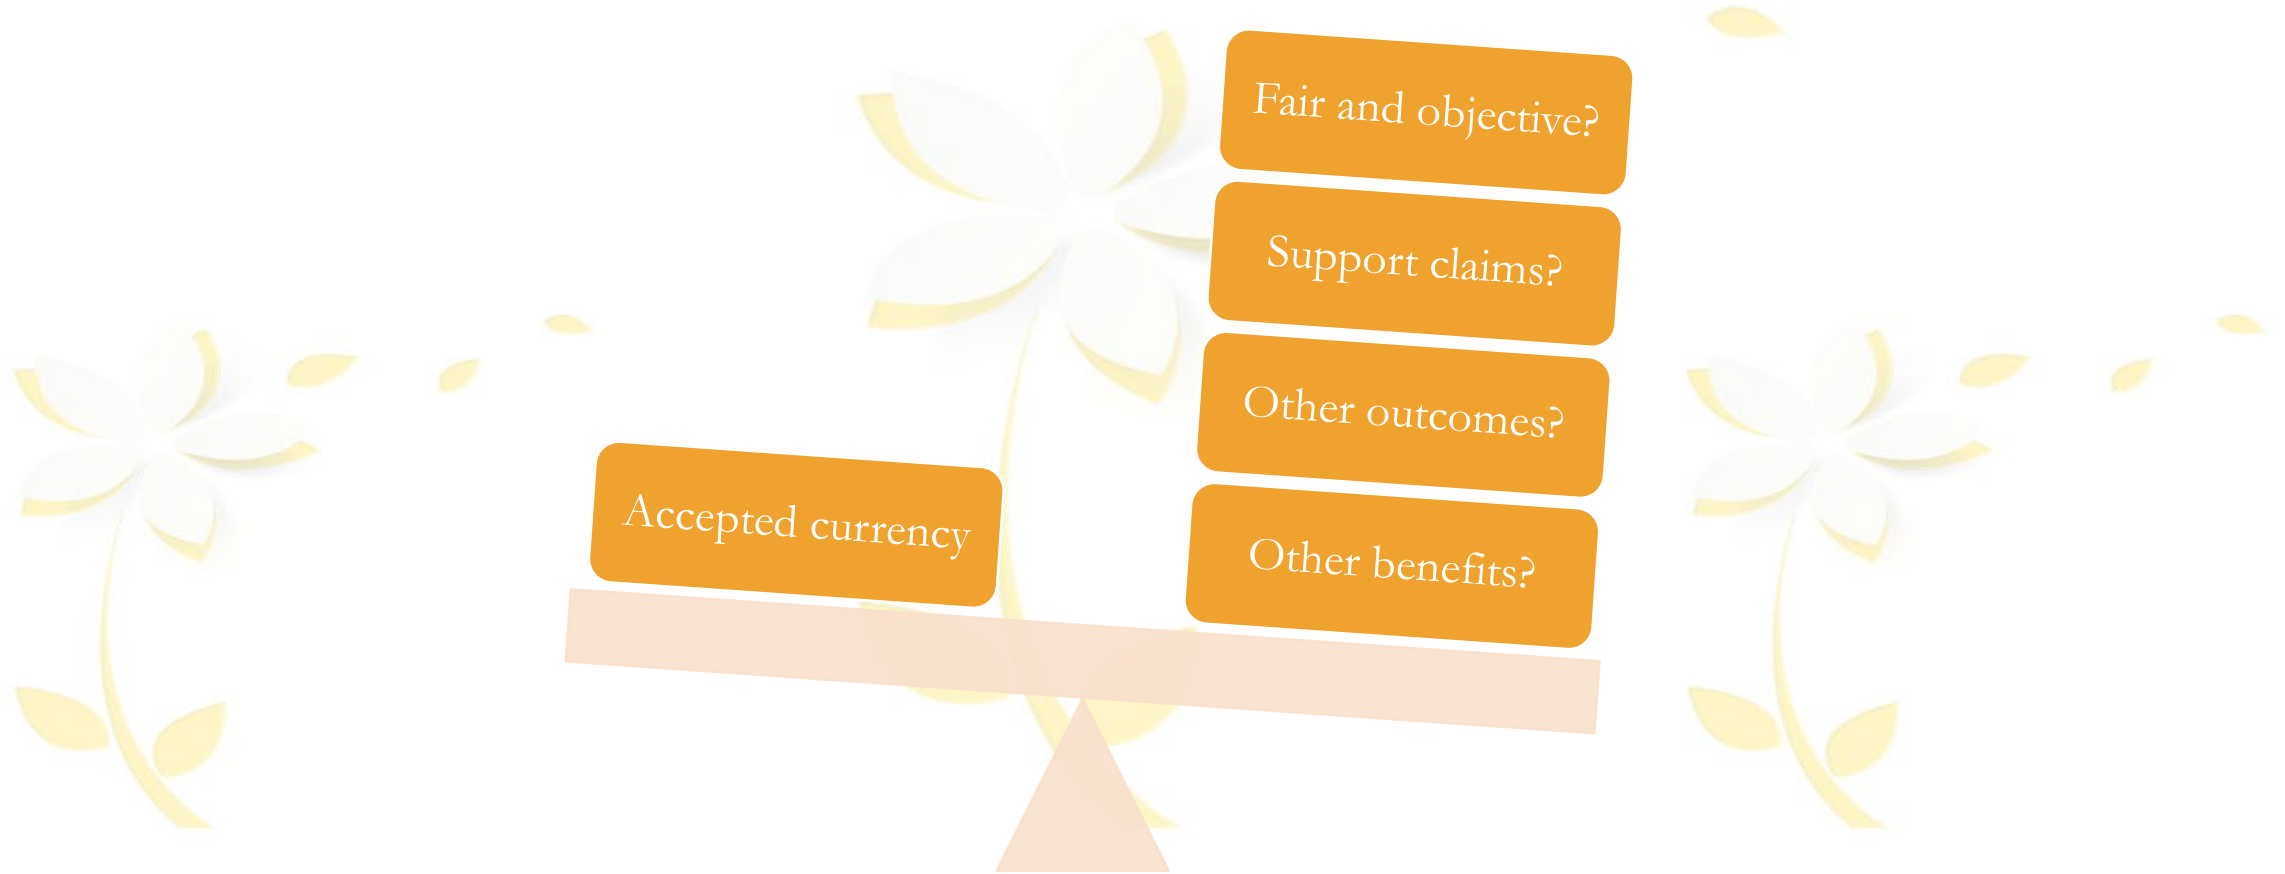 Fair and objective?
Support claims?
Other outcomes?
Accepted currency
Other benefits?